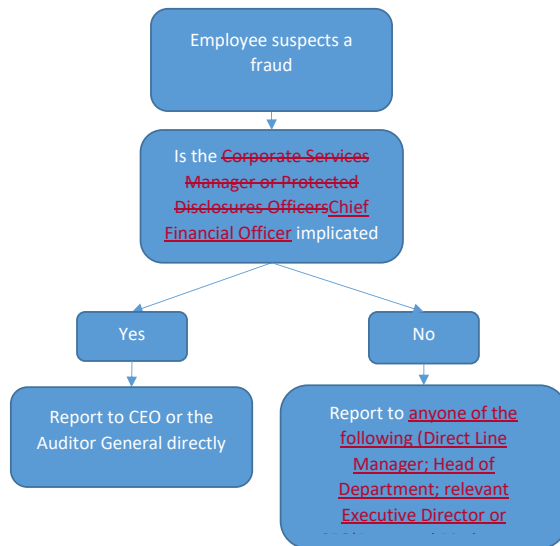 Employee suspects a
fraud
Is the Corporate Services
Manager or Protected
Disclosures OfficersChief
Financial Officer implicated
Yes
No
Report to CEO or the
Auditor General directly
Report to anyone of the
following (Direct Line
Manager; Head of
Department; relevant
Executive Director or